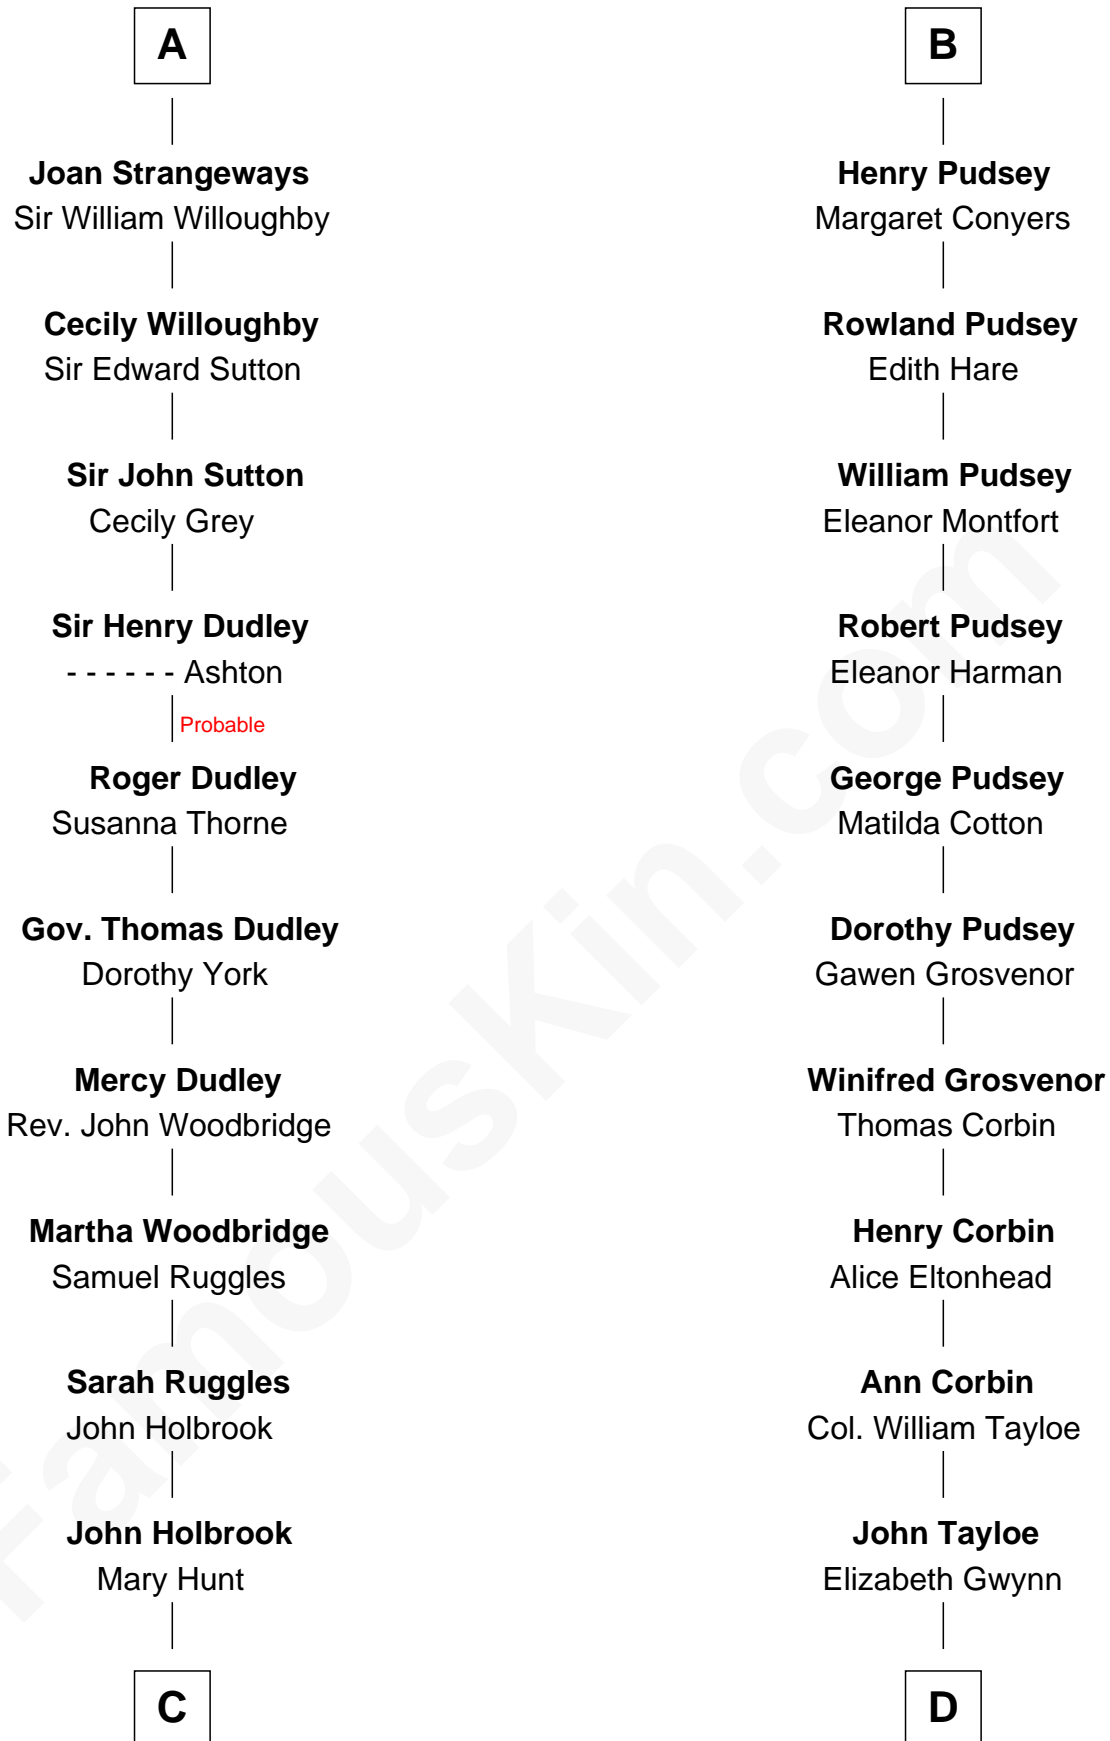 A
Joan Strangeways
Sir William Willoughby
Cecily Willoughby
Sir Edward Sutton
Sir John Sutton
Cecily Grey
Sir Henry Dudley
- - - - - - Ashton
Probable
Roger Dudley
Susanna Thorne
Gov. Thomas Dudley
Dorothy York
Mercy Dudley
Rev. John Woodbridge
Martha Woodbridge
Samuel Ruggles
Sarah Ruggles
John Holbrook
John Holbrook
Mary Hunt
C
B
Henry Pudsey
Margaret Conyers
Rowland Pudsey
Edith Hare
William Pudsey
Eleanor Montfort
Robert Pudsey
Eleanor Harman
George Pudsey
Matilda Cotton
Dorothy Pudsey
Gawen Grosvenor
Winifred Grosvenor
Thomas Corbin
Henry Corbin
Alice Eltonhead
Ann Corbin
Col. William Tayloe
John Tayloe
Elizabeth Gwynn
D
FamousKin.com